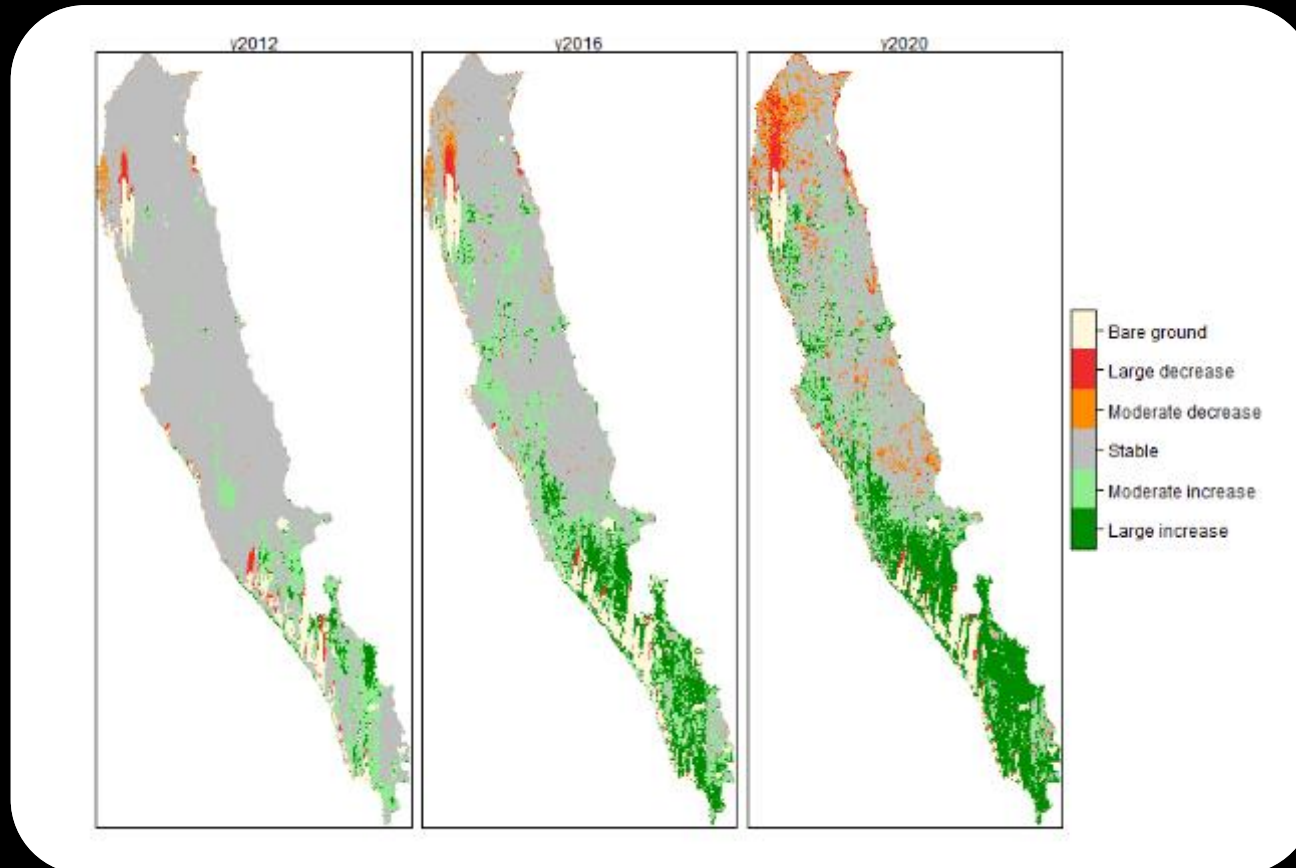 y2012
y2016
y2020
Bare ground
Large decrease
Moderate decrease
Stable
Moderate increase
Large increase